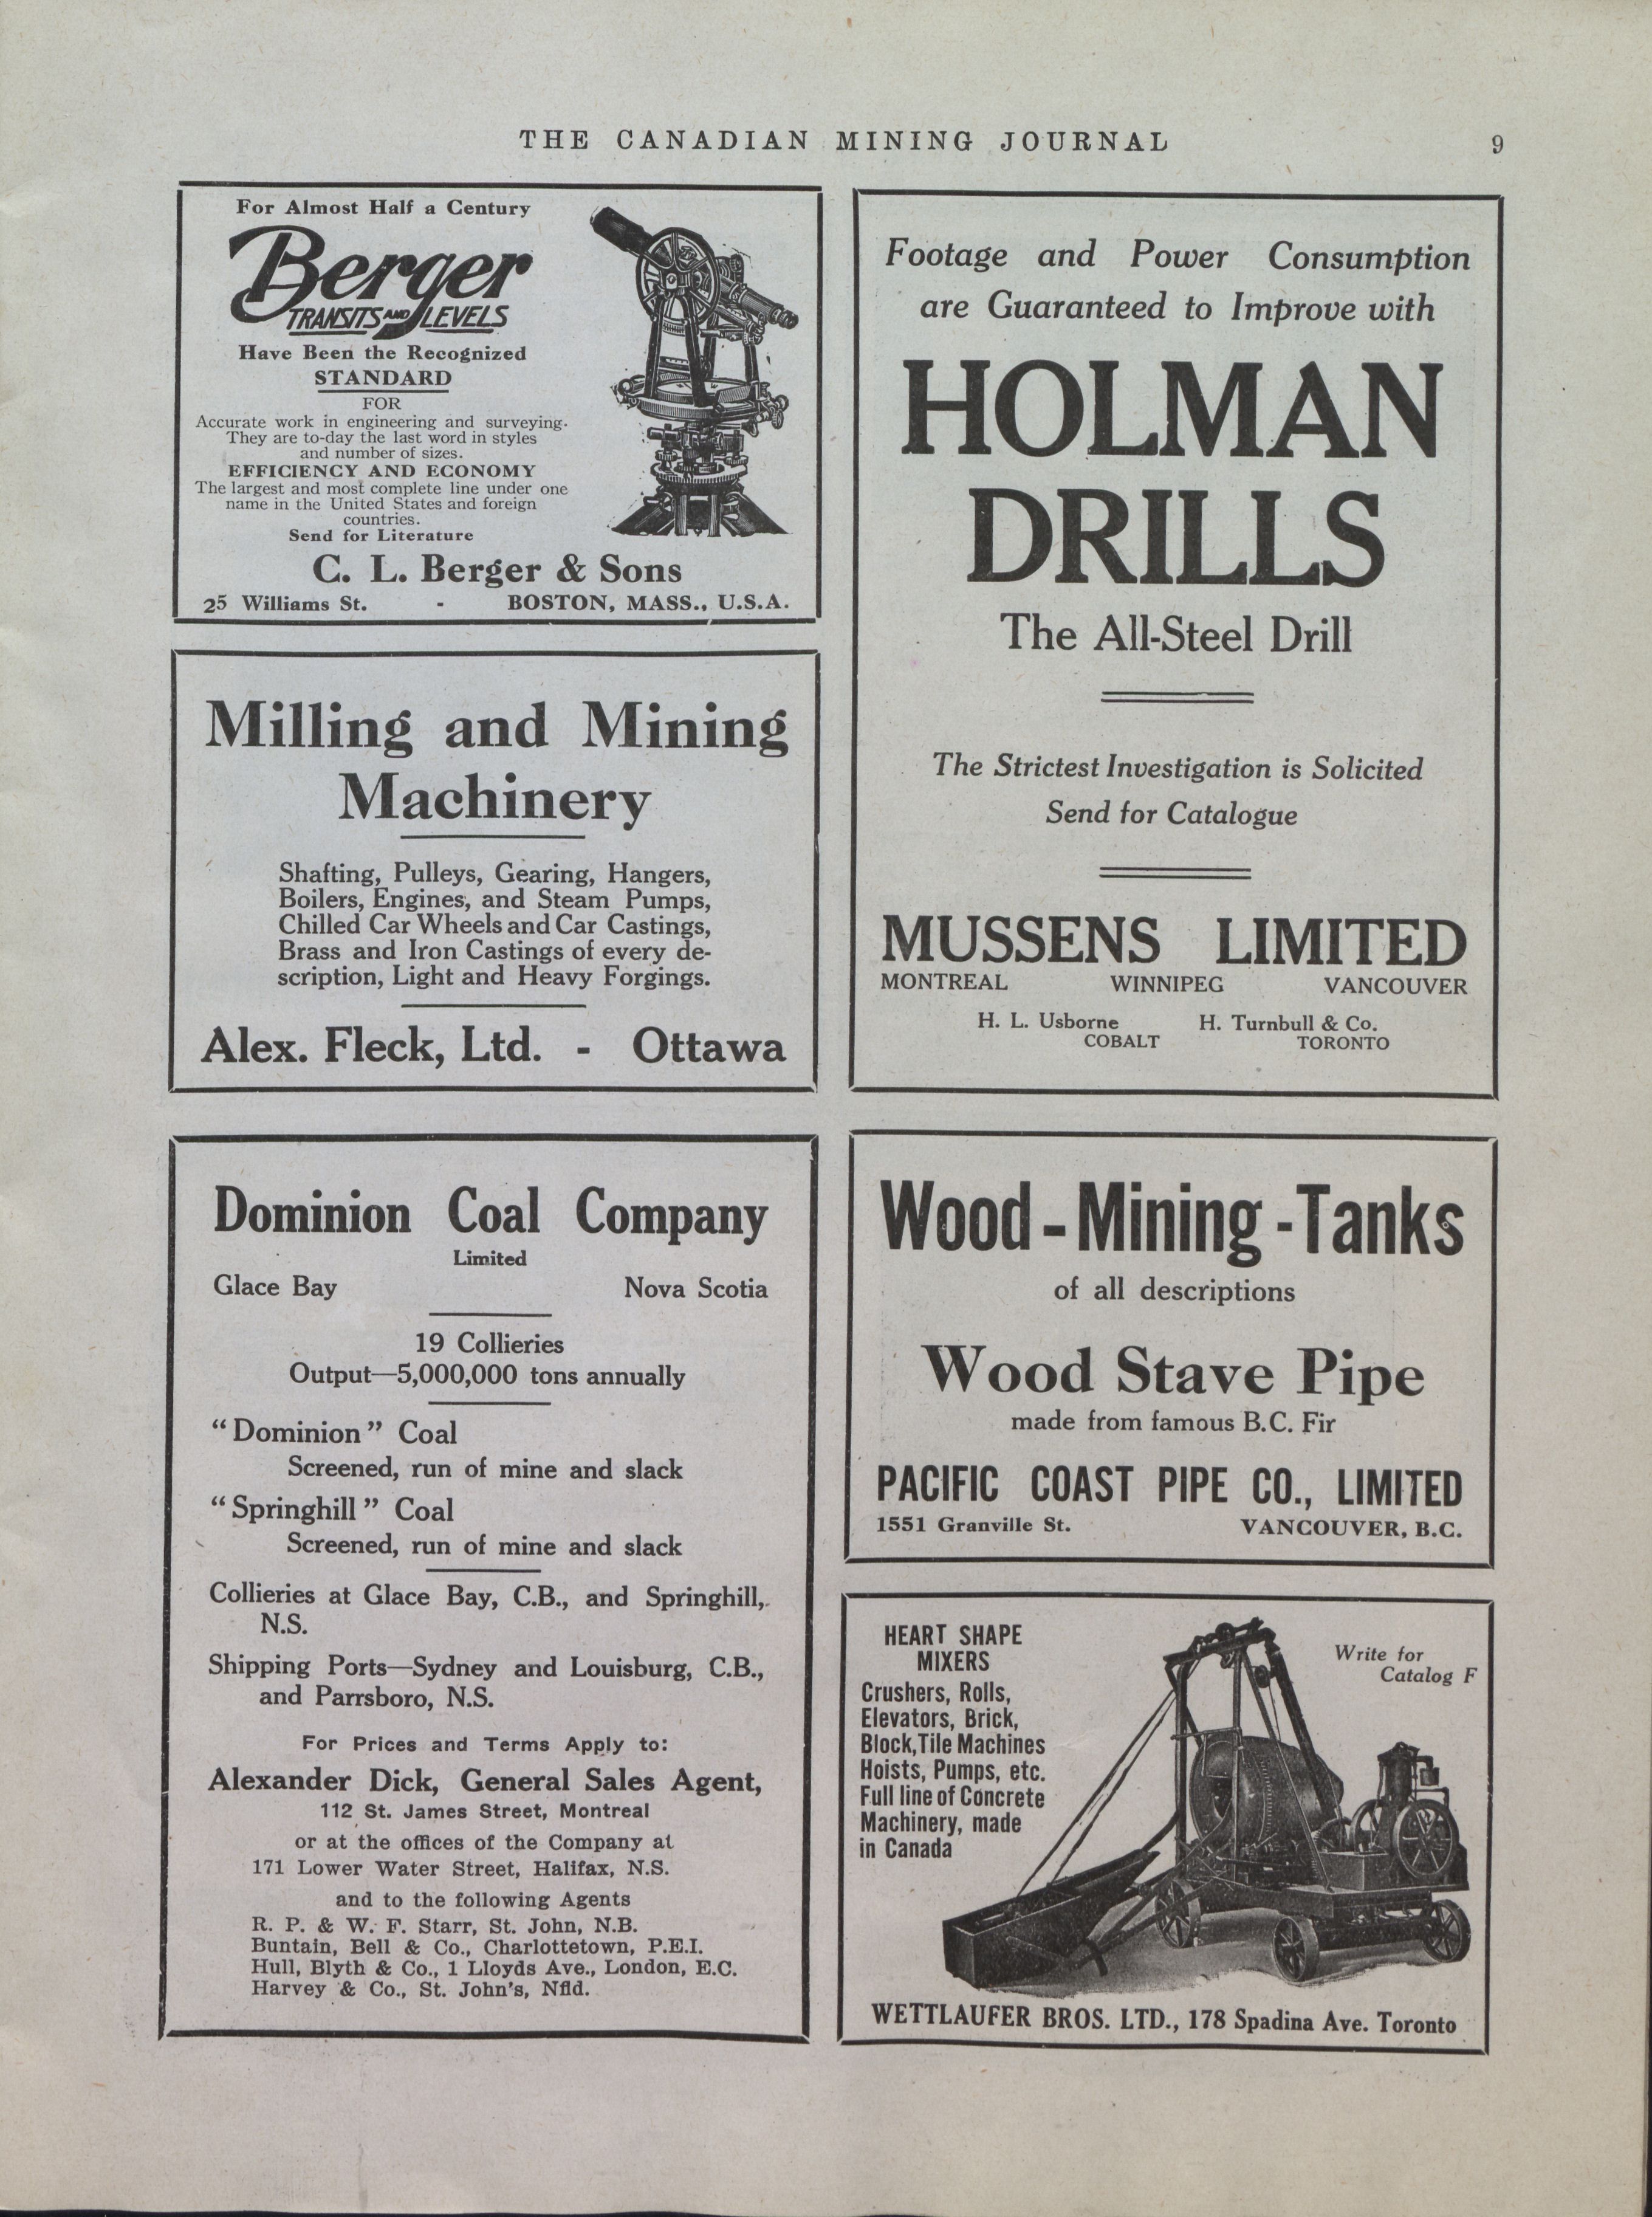 THE CANADIAN MINING JOURNAL 9
For Almost Half a Century
Berger
TRANSITS AND LEVELS
Have Been the Recognized
STANDARD
FOR
Accurate work in engineering and surveying.
They are to-day the last word in styles
and number of sizes.
EFFICIENCY AND ECONOMY
The largest and most complete line under one
name in the United States and foreign
countries.
Send for Literature
C. L. Berger & Sons
25 Williams St. - BOSTON, MASS., U.S.A.
Milling and Mining
Machinery
Shafting, Pulleys, Gearing, Hangers,
Boilers, Engines, and Steam Pumps,
Chilled Car Wheels and Car Castings,
Brass and Iron Castings of every de-
scription, Light and Heavy Forgings.
Alex. Fleck, Ltd. - Ottawa
Dominion Coal Company
Limited
Glace Bay Nova Scotia
19 Collieries
Output—5,000,000 tons annually
"Dominion" Coal
Screened, run of mine and slack
"Springhill" Coal
Screened, run of mine and slack
Collieries at Glace Bay, C.B., and Springhill,
N.S.
Shipping Ports—Sydney and Louisburg, C.B.,
and Parrsboro, N.S.
For Prices and Terms Apply to:
Alexander Dick, General Sales Agent,
112 St. James Street, Montreal
or at the offices of the Company at
171 Lower Water Street, Halifax, N.S.
and to the following Agents
R. P. & W. F. Starr, St. John, N.B.
Buntain, Bell & Co., Charlottetown, P.E.I.
Hull, Blyth & Co., 1 Lloyds Ave., London, E.C.
Harvey & Co., St. John's, Nfld.
Footage and Power Consumption
are Guaranteed to Improve with
HOLMAN
DRILLS
The All-Steel Drill
The Strictest Investigation is Solicited
Send for Catalogue
MUSSENS LIMITED
MONTREAL WINNIPEG VANCOUVER
H. L. Usborne H. Turnbull & Co.
COBALT TORONTO
Wood-Mining-Tanks
of all descriptions
Wood Stave Pipe
made from famous B.C. Fir
PACIFIC COAST PIPE CO., LIMITED
1551 Granville St. VANCOUVER, B.C.
HEART SHAPE
MIXERS
Crushers, Rolls,
Elevators, Brick,
Block, Tile Machines
Hoists, Pumps, etc.
Full line of Concrete
Machinery, made
in Canada
Write for
Catalog F
WETTLAUFER BROS. LTD., 178 Spadina Ave. Toronto